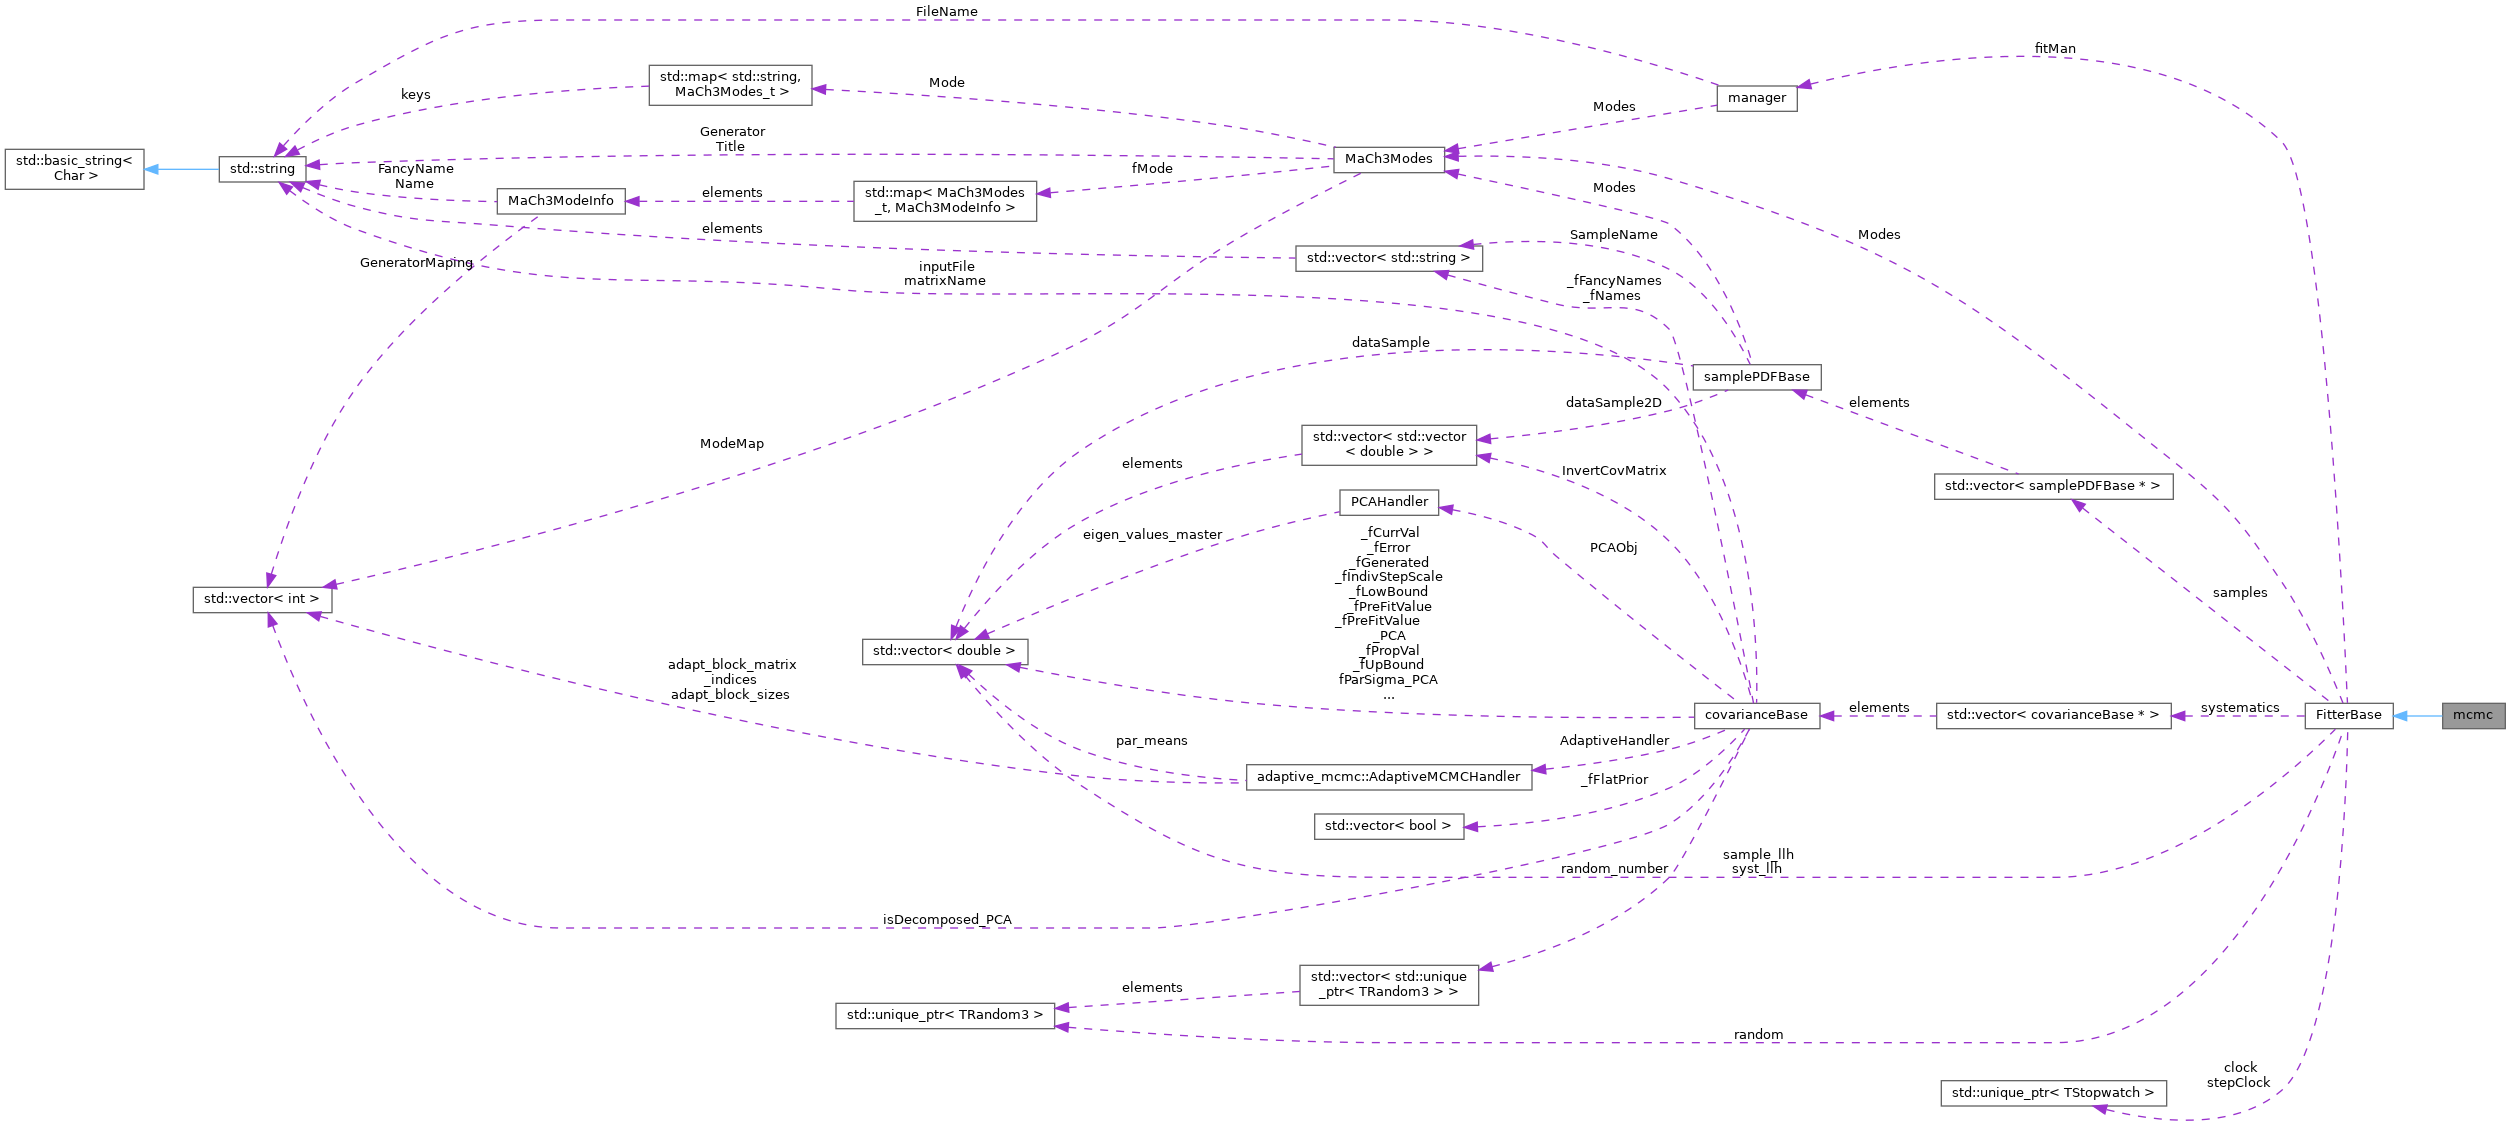 FileName
fitMan
std::map< std::string,
MaCh3Modes_t >
Mode
keys
manager
Modes
Generator
Title
std::basic_string<
Char >
std::string
MaCh3Modes
FancyName
Name
fMode
MaCh3ModeInfo
elements
std::map< MaCh3Modes
_t, MaCh3ModeInfo >
Modes
elements
SampleName
Modes
GeneratorMaping
inputFile
matrixName
std::vector< std::string >
_fFancyNames
_fNames
dataSample
samplePDFBase
dataSample2D
elements
std::vector< std::vector
< double > >
ModeMap
elements
InvertCovMatrix
std::vector< samplePDFBase * >
PCAHandler
eigen_values_master
_fCurrVal
_fError
_fGenerated
_fIndivStepScale
_fLowBound
_fPreFitValue
_fPreFitValue
_PCA
_fPropVal
_fUpBound
fParSigma_PCA
...
PCAObj
samples
std::vector< int >
std::vector< double >
adapt_block_matrix
_indices
adapt_block_sizes
covarianceBase
elements
std::vector< covarianceBase * >
systematics
FitterBase
mcmc
par_means
AdaptiveHandler
adaptive_mcmc::AdaptiveMCMCHandler
_fFlatPrior
std::vector< bool >
random_number
sample_llh
syst_llh
isDecomposed_PCA
std::vector< std::unique
_ptr< TRandom3 > >
elements
std::unique_ptr< TRandom3 >
random
clock
stepClock
std::unique_ptr< TStopwatch >